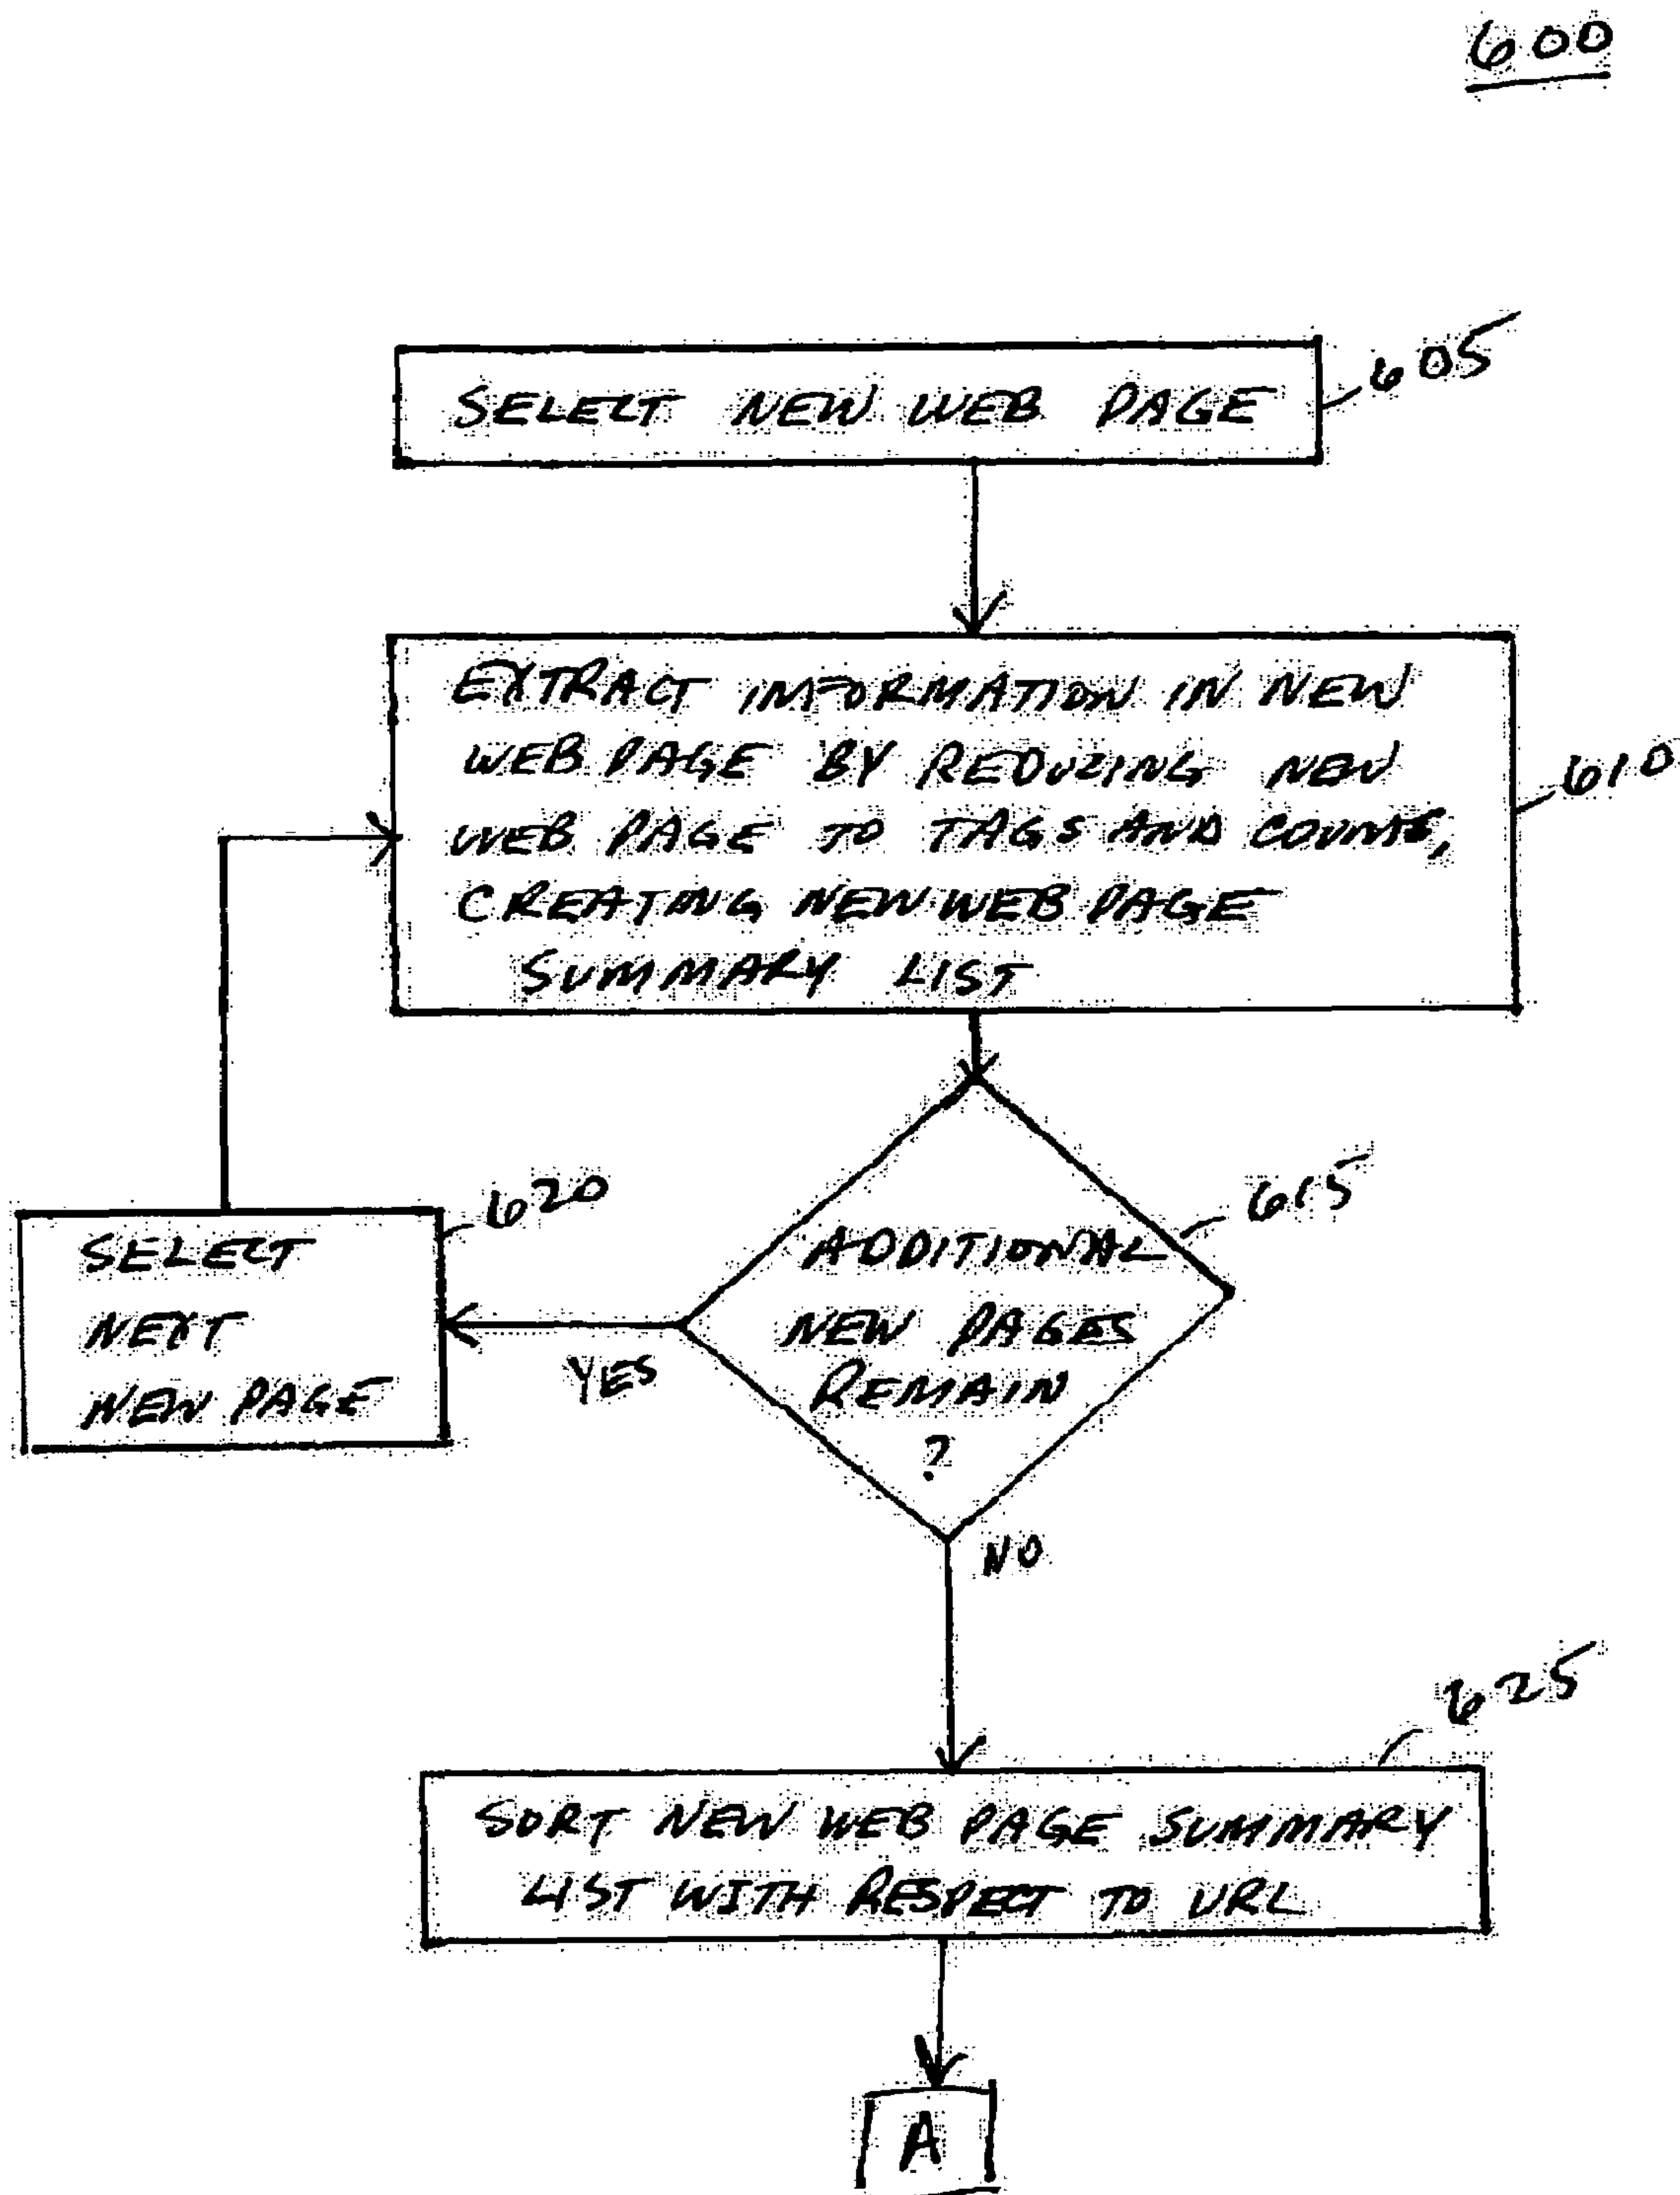 600
SELECT NEW WEB PAGE
605
EXTRACT INFORMATION IN NEW
WEB PAGE BY REDUCING NEW
WEB PAGE TO TAGS AND COUNTS,
CREATING NEW WEB PAGE
SUMMARY LIST
610
ADDITIONAL
NEW PAGES
REMAIN
?
615
YES
SELECT
NEXT
NEW PAGE
620
NO
SORT NEW WEB PAGE SUMMARY
LIST WITH RESPECT TO URL
625
A